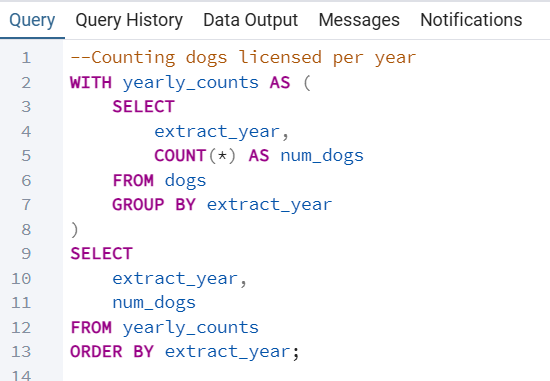 Query Query History Data Output Messages Notifications
1 --Counting dogs licensed per year
2 WITH yearly_counts AS (
3 SELECT
4 extract_year,
5 COUNT(*) AS num_dogs
6 FROM dogs
7 GROUP BY extract_year
8 )
9 SELECT
10 extract_year,
11 num_dogs
12 FROM yearly_counts
13 ORDER BY extract_year;
14